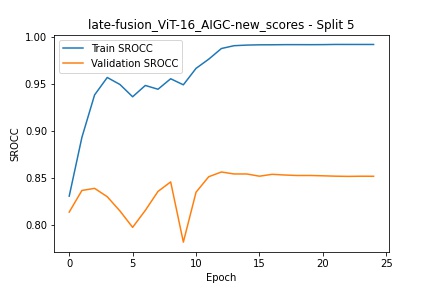 late-fusion_ViT-16_AIGC-new_scores - Split 5
1.00
0.95
0.90
0.85
0.80
SROCC
Train SROCC
Validation SROCC
0
5
10
15
20
25
Epoch